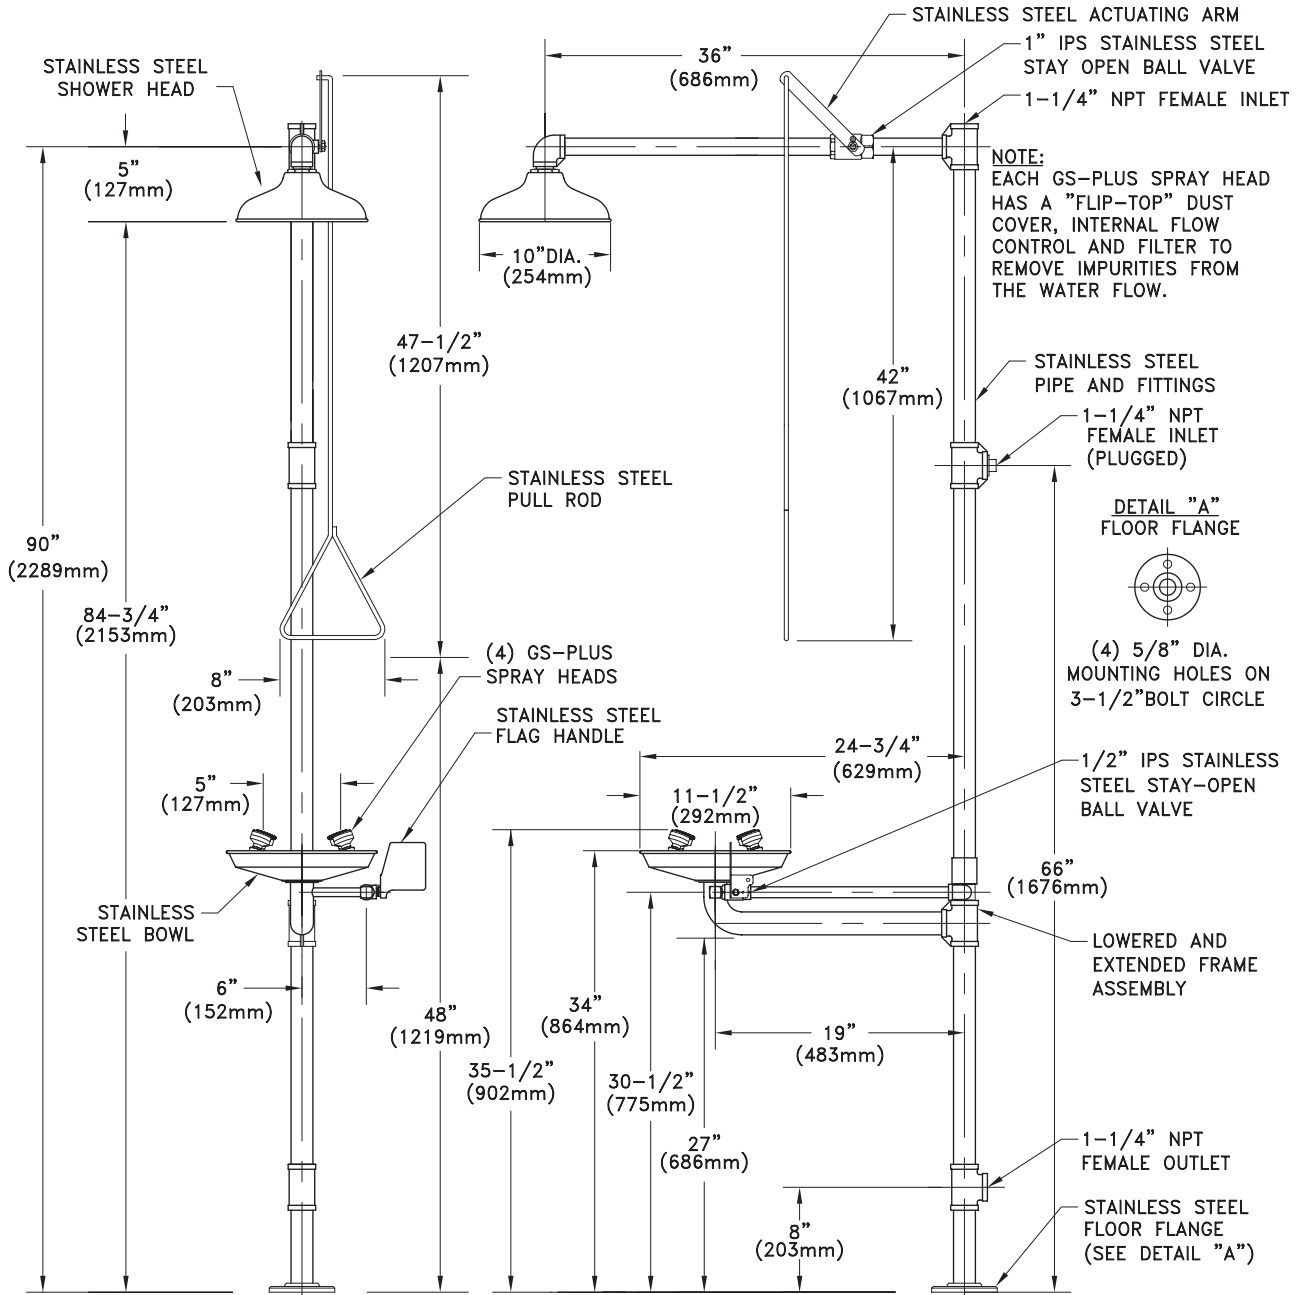 STAINLESS STEEL ACTUATING ARM
1” IPS STAINLESS STEEL
STAY OPEN BALL VALVE
1-1/4” NPT FEMALE INLET
36”
(686mm)
STAINLESS STEEL
SHOWER HEAD
5”
(127mm)
NOTE:
EACH GS-PLUS SPRAY HEAD
HAS A ”FLIP-TOP” DUST
COVER, INTERNAL FLOW
CONTROL AND FILTER TO
REMOVE IMPURITIES FROM
THE WATER FLOW.
10”DIA.
(254mm)
47-1/2”
(1207mm)
42”
(1067mm)
STAINLESS STEEL
PIPE AND FITTINGS
1-1/4” NPT
FEMALE INLET
(PLUGGED)
STAINLESS STEEL
PULL ROD
DETAIL ”A”
FLOOR FLANGE
90”
(2289mm)
84-3/4”
(2153mm)
(4) 5/8” DIA.
MOUNTING HOLES ON
3-1/2”BOLT CIRCLE
8”
(203mm)
(4) GS-PLUS
SPRAY HEADS
STAINLESS STEEL
FLAG HANDLE
24-3/4”
(629mm)
1/2” IPS STAINLESS
STEEL STAY-OPEN
BALL VALVE
5”
(127mm)
11-1/2”
(292mm)
66”
(1676mm)
STAINLESS
STEEL BOWL
LOWERED AND
EXTENDED FRAME
ASSEMBLY
6”
(152mm)
48”
(1219mm)
34”
(864mm)
19”
(483mm)
35-1/2”
(902mm)
30-1/2”
(775mm)
27”
(686mm)
1-1/4” NPT
FEMALE OUTLET
8”
(203mm)
STAINLESS STEEL
FLOOR FLANGE
(SEE DETAIL ”A”)